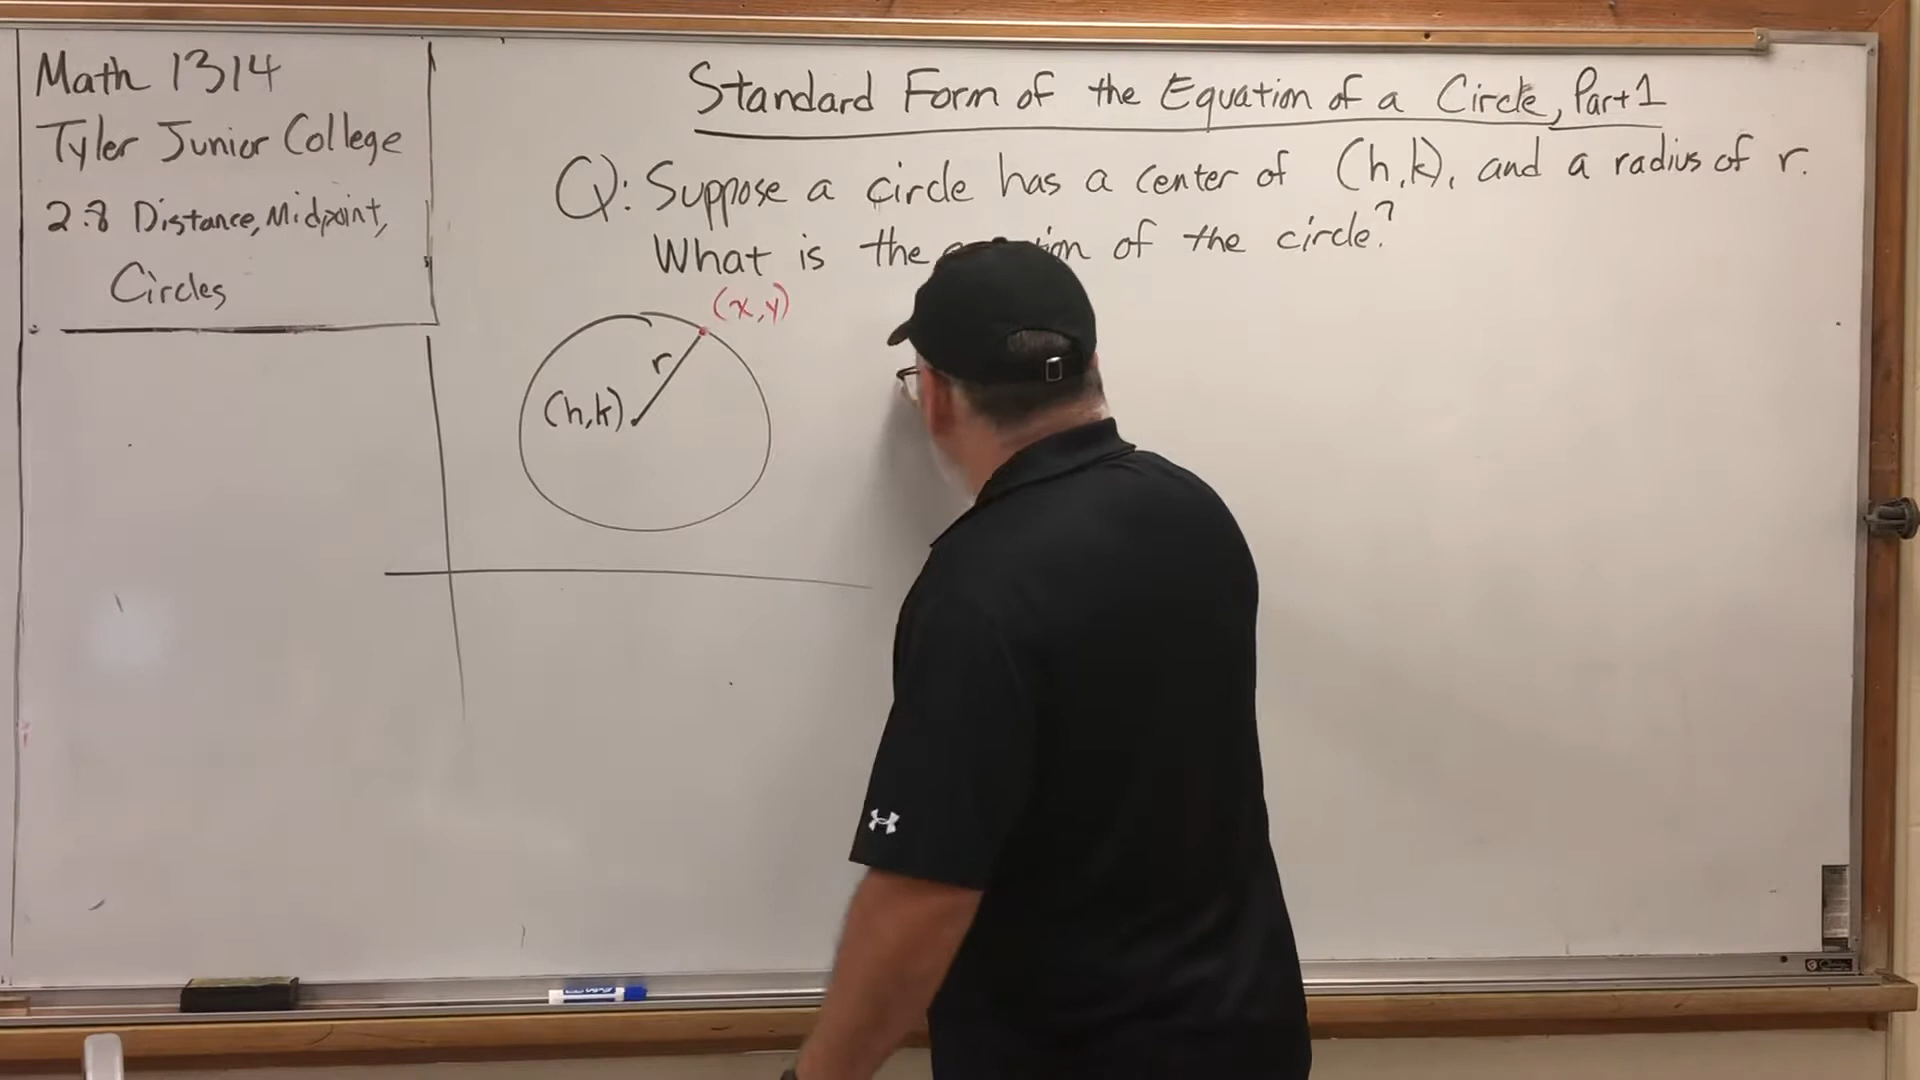 Math 1314
Tyler Junior College
2.8 Distance, Midpoint,
Circles
Standard Form of the Equation of a Circle, Part 1
Q: Suppose a circle has a center of (h,k), and a radius of r.
What is the of the circle?
(x,y)
r
(h,k)